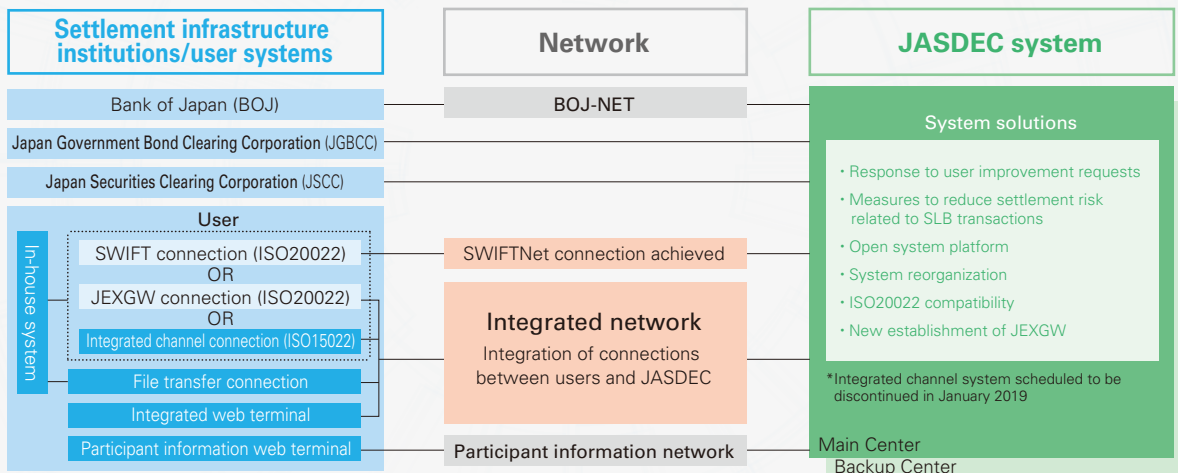 Settlement infrastructure
institutions/user systems
Network
JASDEC system
Bank of Japan (BOJ)
BOJ-NET
Japan Government Bond Clearing Corporation (JGBCC)
Japan Securities Clearing Corporation (JSCC)
User
In-house system
SWIFT connection (ISO20022)
OR
JEXGW connection (ISO20022)
OR
Integrated channel connection (ISO15022)
File transfer connection
Integrated web terminal
Participant information web terminal
SWIFTNet connection achieved
Integrated network
Integration of connections
between users and JASDEC
Participant information network
System solutions
・Response to user improvement requests
・Measures to reduce settlement risk
related to SLB transactions
・Open system platform
・System reorganization
・ISO20022 compatibility
・New establishment of JEXGW
*Integrated channel system scheduled to be
discontinued in January 2019
Main Center
Backup Center